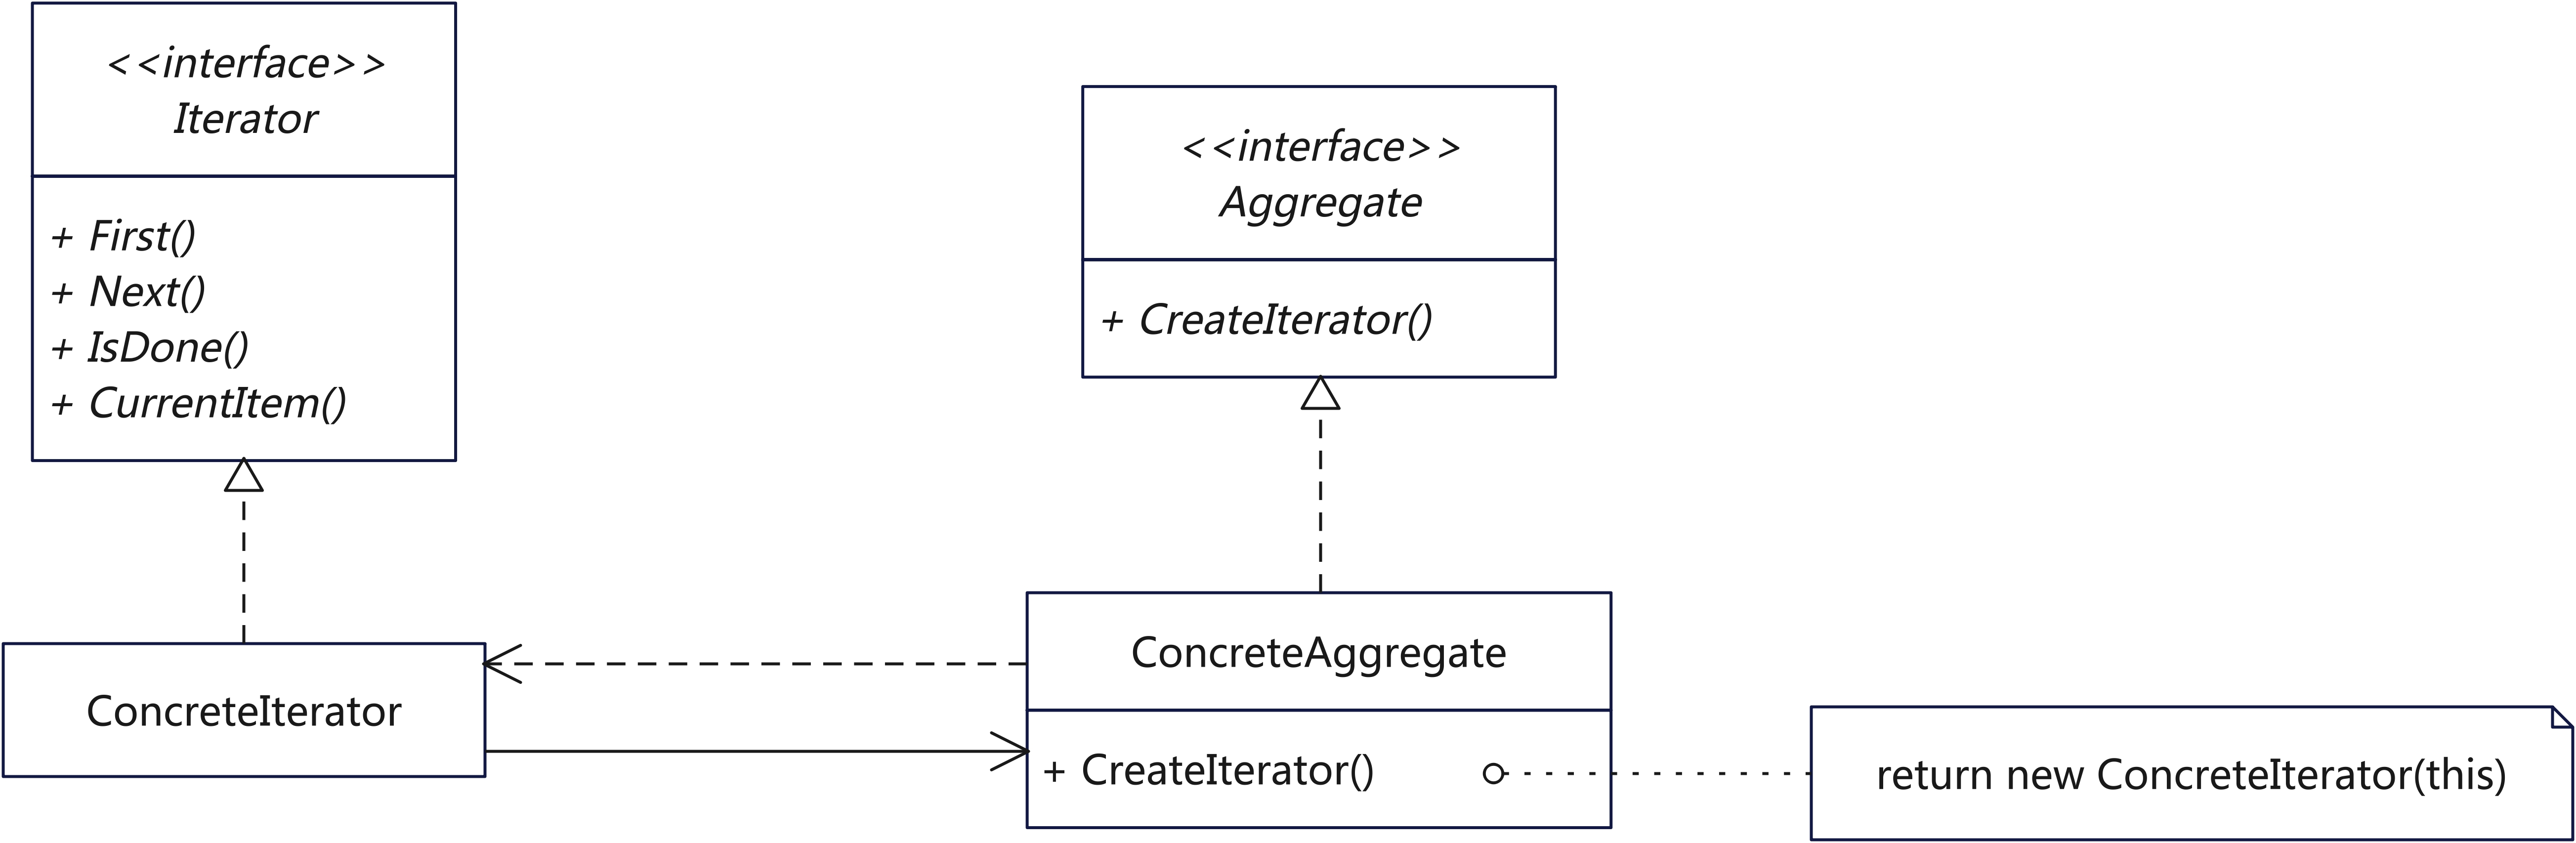 <<interface>>
Iterator
+ First()
+ Next()
+ IsDone()
+ CurrentItem()
<<interface>>
Aggregate
+ CreateIterator()
ConcreteIterator
ConcreteAggregate
+ CreateIterator()
return new ConcreteIterator(this)